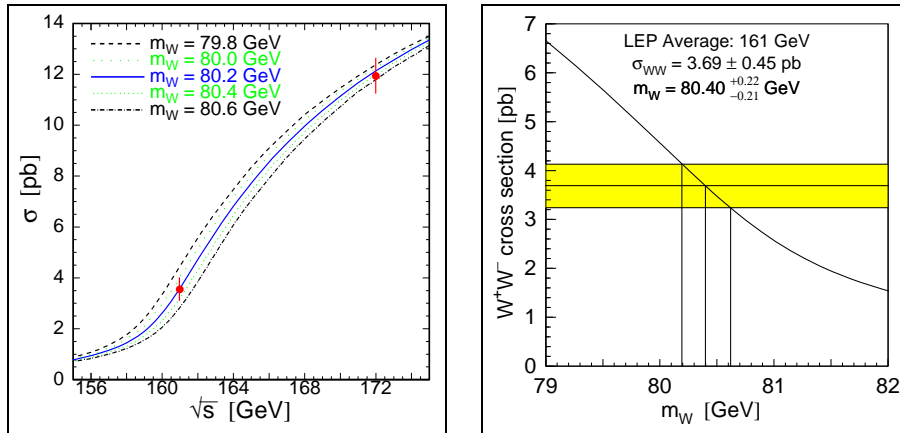 14
12
10
8
6
4
2
0
σ [pb]
m_W = 79.8 GeV
m_W = 80.0 GeV
m_W = 80.2 GeV
m_W = 80.4 GeV
m_W = 80.6 GeV
156 160 164 168 172
√s [GeV]
7
6
5
4
3
2
1
0
W⁺W⁻ cross section [pb]
LEP Average: 161 GeV
σ_WW = 3.69 ± 0.45 pb
m_W = 80.40 +0.22 −0.21 GeV
79 80 81 82
m_W [GeV]